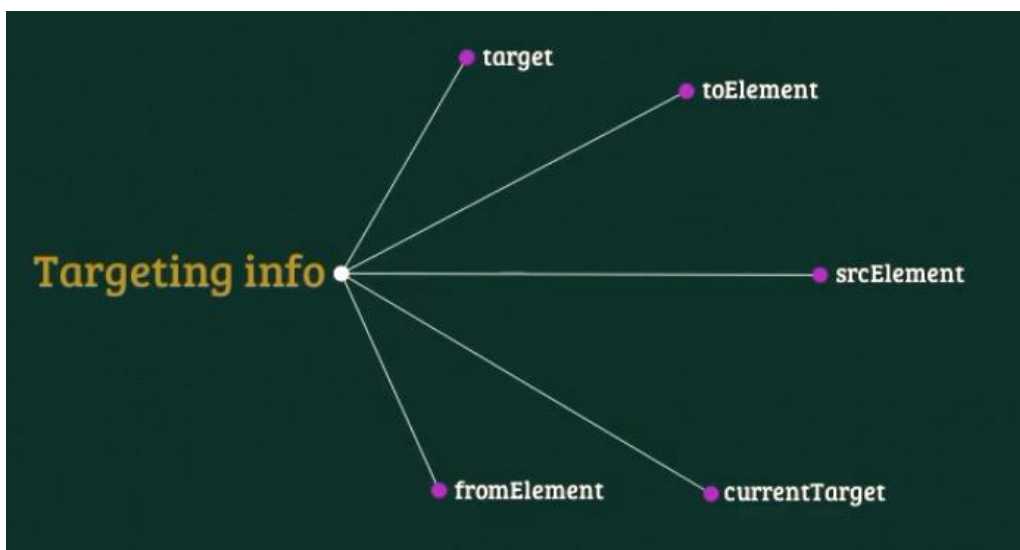 target
toElement
Targeting info
srcElement
fromElement
currentTarget